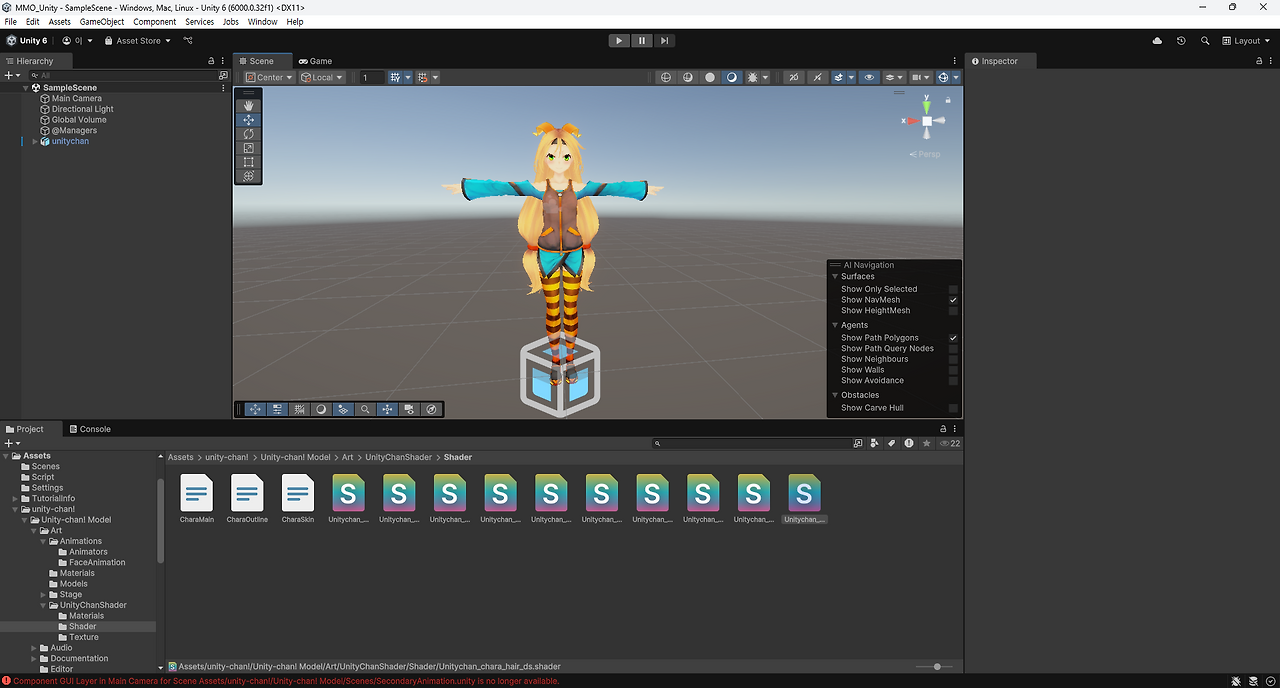 MMO_Unity - SampleScene - Windows, Mac, Linux - Unity 6 (6000.0.32f1) <DX11>
File Edit Assets GameObject Component Services Jobs Window Help
Unity 6 Asset Store Layout
Hierarchy
All
SampleScene
Main Camera
Directional Light
Global Volume
@Managers
unitychan
Scene Game
Center Local 1
y
x
Persp
AI Navigation
Surfaces
Show Only Selected
Show NavMesh
Show HeightMesh
Agents
Show Path Polygons
Show Path Query Nodes
Show Neighbours
Show Walls
Show Avoidance
Obstacles
Show Carve Hull
Inspector
Project Console
22
Assets
Scenes
Script
Settings
TutorialInfo
unity-chan!
Unity-chan! Model
Art
Animations
Animators
FaceAnimation
Materials
Models
Stage
UnityChanShader
Materials
Shader
Texture
Audio
Documentation
Editor
Assets > unity-chan! > Unity-chan! Model > Art > UnityChanShader > Shader
S S S S S S S S S S
CharaMain CharaOutline CharaSkin Unitychan_... Unitychan_... Unitychan_... Unitychan_... Unitychan_... Unitychan_... Unitychan_... Unitychan_... Unitychan_... Unitychan_...
Assets/unity-chan!/Unity-chan! Model/Art/UnityChanShader/Shader/Unitychan_chara_hair_ds.shader
Component GUI Layer in Main Camera for Scene Assets/unity-chan!/Unity-chan! Model/Scenes/SecondaryAnimation.unity is no longer available.